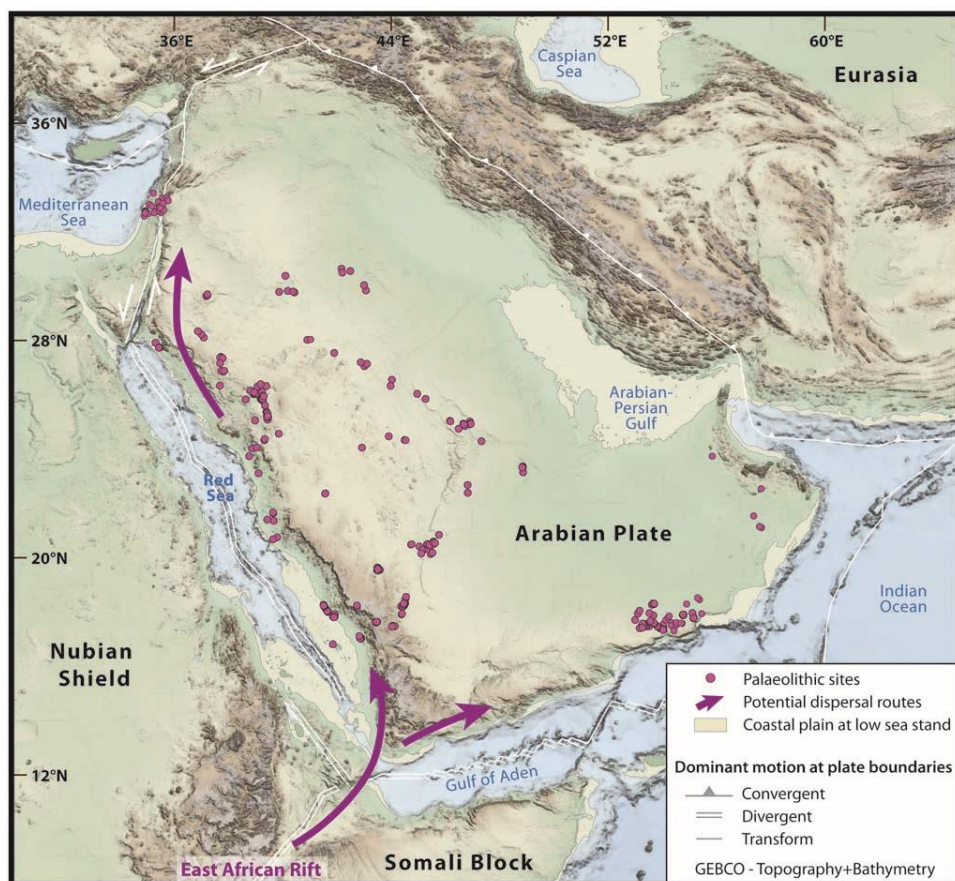 36°E
44°E
52°E
60°E
Caspian
Sea
Eurasia
36°N
Mediterranean
Sea
28°N
Arabian-
Persian
Gulf
Red
Sea
Arabian Plate
20°N
Indian
Ocean
Nubian
Shield
12°N
Gulf of Aden
East African Rift
Somali Block
Palaeolithic sites
Potential dispersal routes
Coastal plain at low sea stand
Dominant motion at plate boundaries
Convergent
Divergent
Transform
GEBCO - Topography+Bathymetry